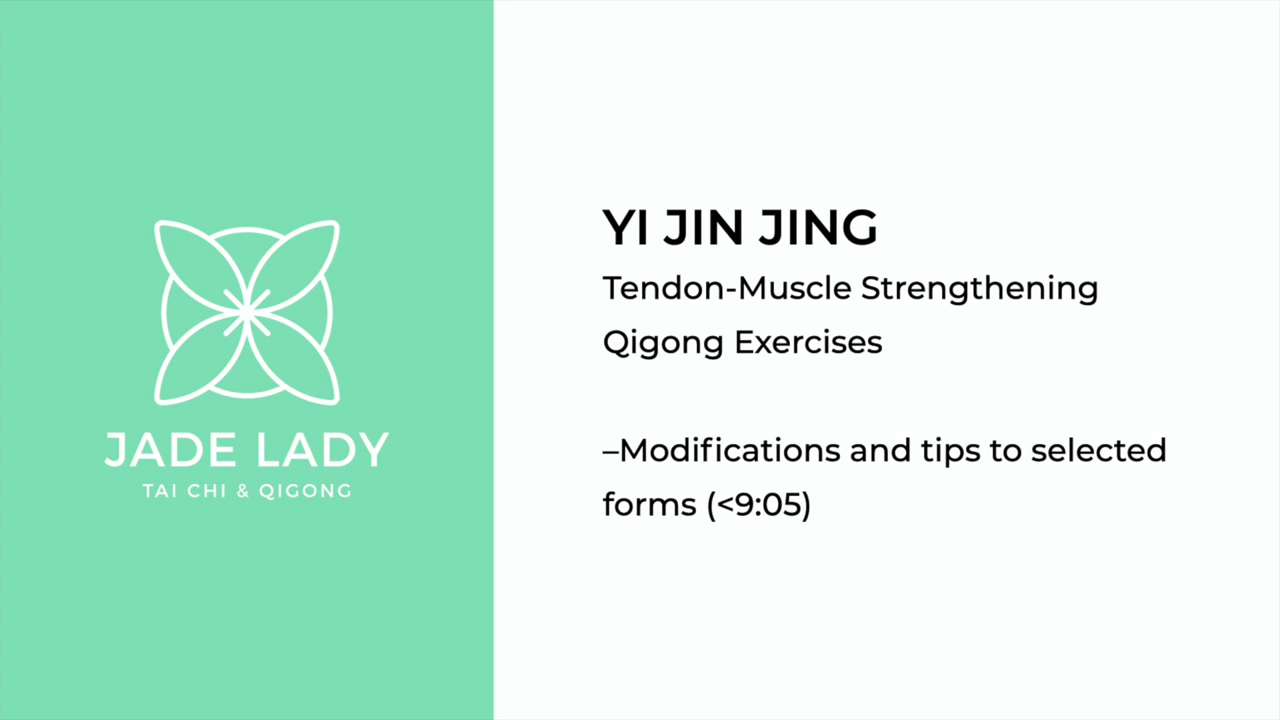 JADE LADY
TAI CHI & QIGONG
YI JIN JING
Tendon-Muscle Strengthening
Qigong Exercises
–Modifications and tips to selected
forms (<9:05)